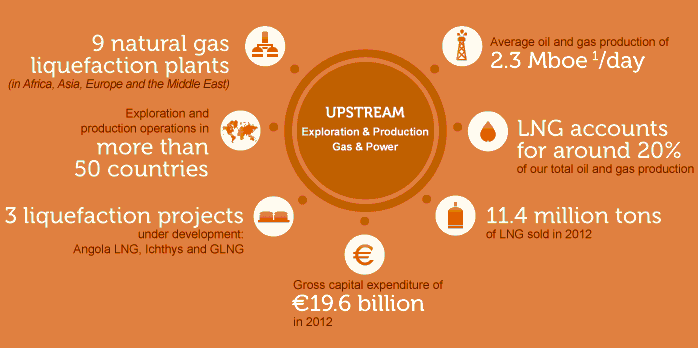 9 natural gas
liquefaction plants
(in Africa, Asia, Europe and the Middle East)
Exploration and
production operations in
more than
50 countries
3 liquefaction projects
under development:
Angola LNG, Ichthys and GLNG
UPSTREAM
Exploration & Production
Gas & Power
€
Gross capital expenditure of
€19.6 billion
in 2012
Average oil and gas production of
2.3 Mboe ¹/day
LNG accounts
for around 20%
of our total oil and gas production
11.4 million tons
of LNG sold in 2012